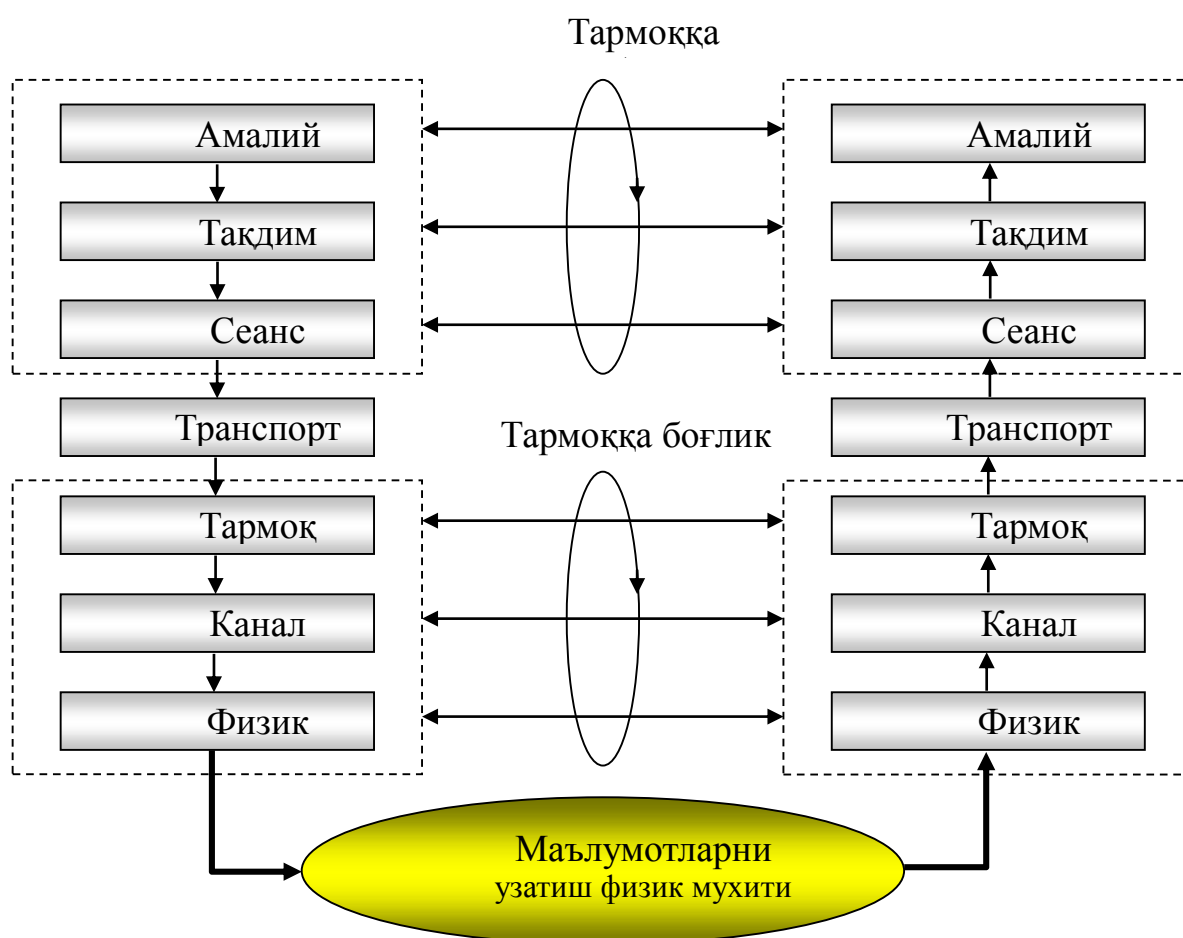 Тармоққа
Амалий
Амалий
Тақдим
Тақдим
Сеанс
Сеанс
Транспорт
Тармоққа боғлик
Транспорт
Тармоқ
Тармоқ
Канал
Канал
Физик
Физик
Маълумотларни
узатиш физик мухити